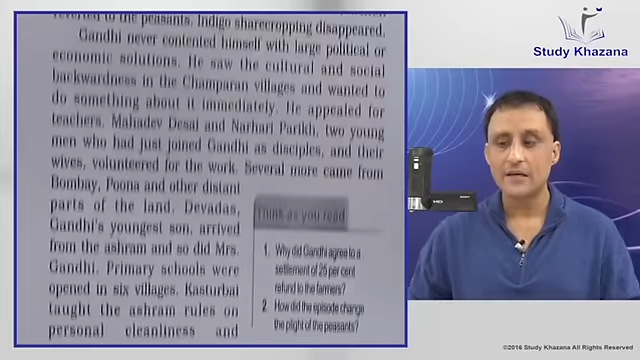 reverted to the peasants. Indigo sharecropping disappeared.
Gandhi never contented himself with large political or
economic solutions. He saw the cultural and social
backwardness in the Champaran villages and wanted to
do something about it immediately. He appealed for
teachers. Mahadev Desai and Narhari Parikh, two young
men who had just joined Gandhi as disciples, and their
wives, volunteered for the work. Several more came from
Bombay, Poona and other distant
parts of the land. Devadas,
Gandhi's youngest son, arrived
from the ashram and so did Mrs.
Gandhi. Primary schools were
opened in six villages. Kasturbai
taught the ashram rules on
personal cleanliness and
Think as you read
1. Why did Gandhi agree to a
settlement of 25 per cent
refund to the farmers?
2. How did the episode change
the plight of the peasants?
Study Khazana
HD
©2016 Study Khazana All Rights Reserved